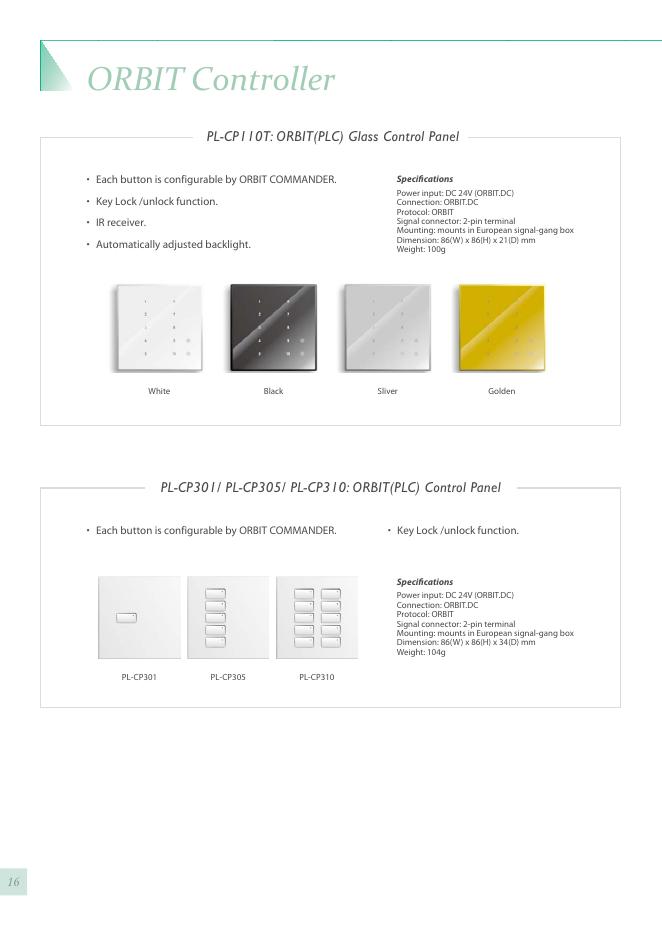 ORBIT Controller
PL-CP110T: ORBIT(PLC) Glass Control Panel
• Each button is configurable by ORBIT COMMANDER.
• Key Lock /unlock function.
• IR receiver.
• Automatically adjusted backlight.
Specifications
Power input: DC 24V (ORBIT.DC)
Connection: ORBIT.DC
Protocol: ORBIT
Signal connector: 2-pin terminal
Mounting: mounts in European signal-gang box
Dimension: 86(W) x 86(H) x 21(D) mm
Weight: 100g
White
Black
Sliver
Golden
PL-CP301/ PL-CP305/ PL-CP310: ORBIT(PLC) Control Panel
• Each button is configurable by ORBIT COMMANDER.
• Key Lock /unlock function.
Specifications
Power input: DC 24V (ORBIT.DC)
Connection: ORBIT.DC
Protocol: ORBIT
Signal connector: 2-pin terminal
Mounting: mounts in European signal-gang box
Dimension: 86(W) x 86(H) x 34(D) mm
Weight: 104g
PL-CP301
PL-CP305
PL-CP310
16